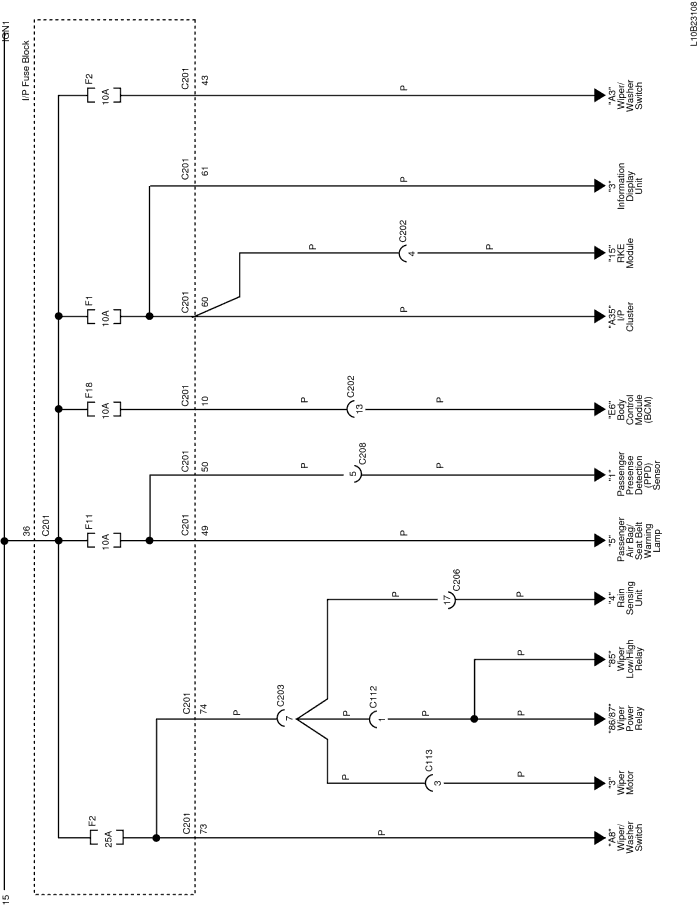 15
IGN1
36
I/P Fuse Block
C201
F2
F11
F18
F1
F2
25A
10A
10A
10A
10A
C201
C201
C201
C201
C201
C201
C201
C201
73
74
49
50
10
60
61
43
P
C203
7
P
P
P
P
P
C202
13
C208
5
C112
1
P
P
P
C202
4
P
P
P
P
C113
3
P
P
P
C206
17
P
P
P
P
P
P
"A8"
Wiper/
Washer
Switch
"3"
Wiper
Motor
"86/87"
Wiper
Power
Relay
"85"
Wiper
Low/High
Relay
"4"
Rain
Sensing
Unit
"5"
Passenger
Air Bag/
Seat Belt
Warning
Lamp
"1"
Passenger
Presense
Detection
(PPD)
Sensor
"E6"
Body
Control
Module
(BCM)
"A35"
I/P
Cluster
"15"
RKE
Module
"3"
Information
Display
Unit
"A3"
Wiper/
Washer
Switch
L10B23108